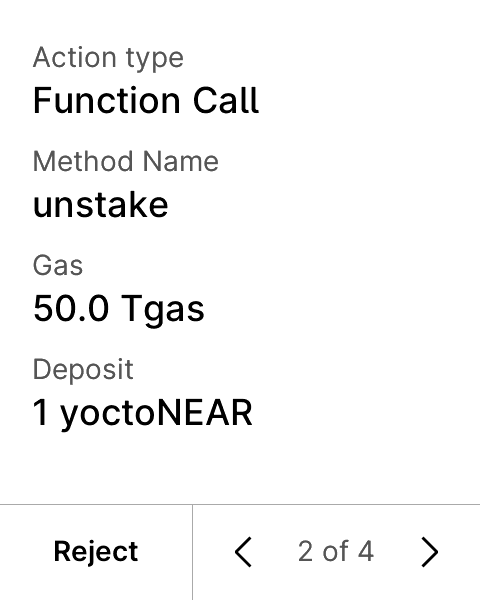 Action type
Function Call
Method Name
unstake
Gas
50.0 Tgas
Deposit
1 yoctoNEAR
Reject
2 of 4